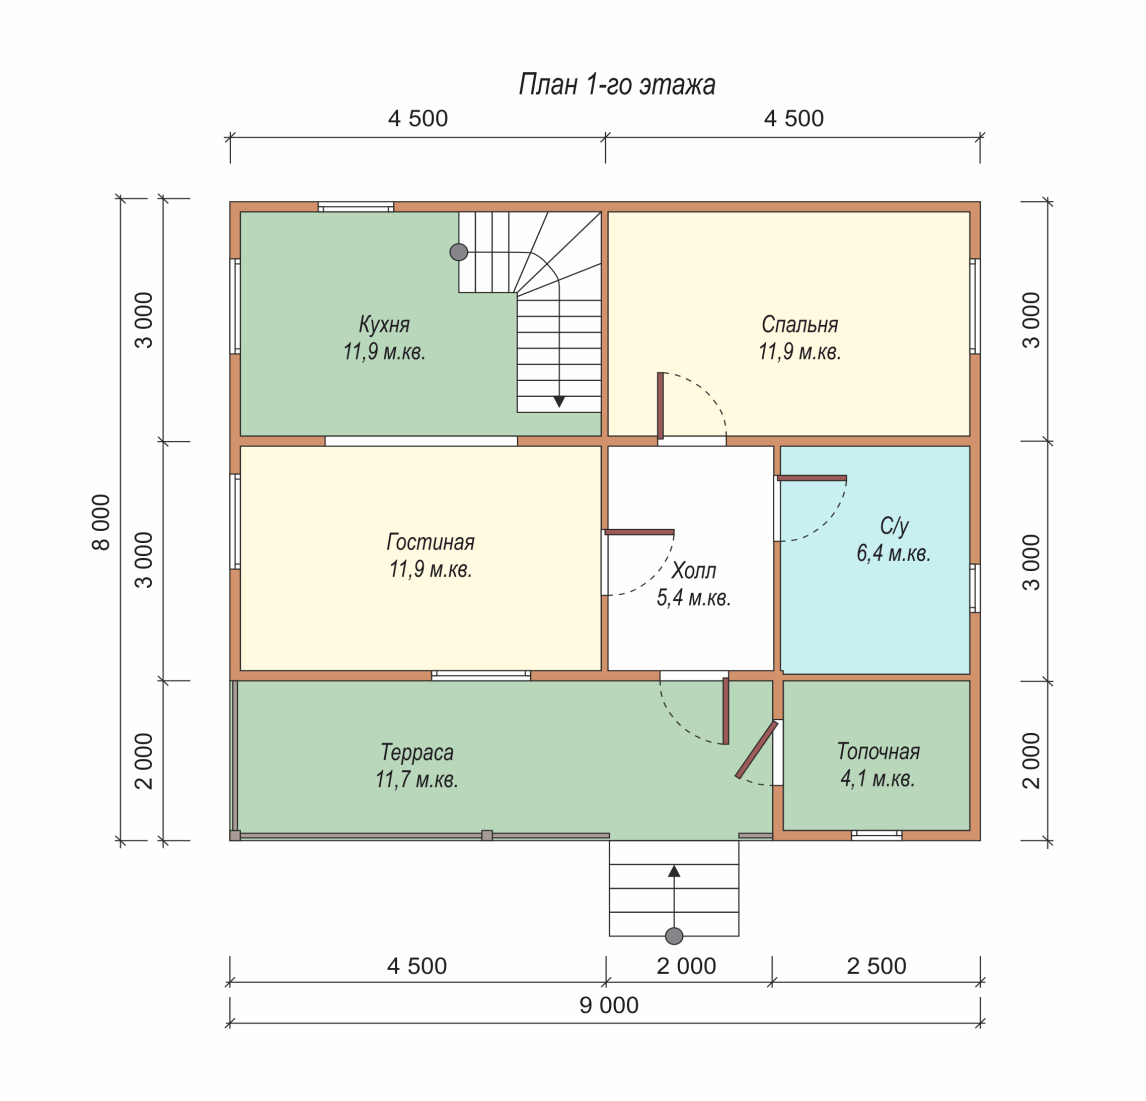 План 1-го этажа
4 500
4 500
3 000
3 000
Кухня
11,9 м.кв.
Спальня
11,9 м.кв.
8 000
3 000
3 000
Гостиная
11,9 м.кв.
Холл
5,4 м.кв.
С/у
6,4 м.кв.
2 000
2 000
Терраса
11,7 м.кв.
Топочная
4,1 м.кв.
4 500
2 000
2 500
9 000